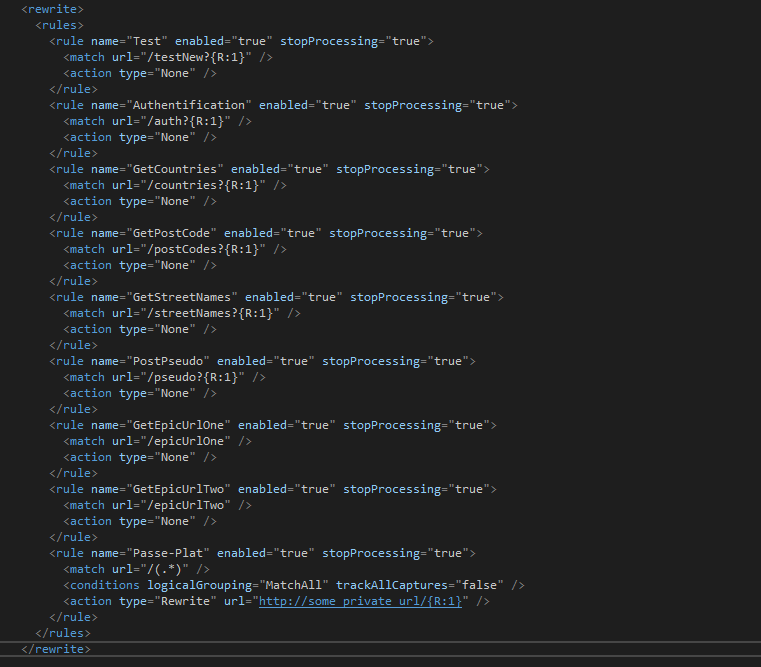 <rewrite>
<rules>
<rule name="Test" enabled="true" stopProcessing="true">
<match url="/testNew?{R:1}" />
<action type="None" />
</rule>
<rule name="Authentification" enabled="true" stopProcessing="true">
<match url="/auth?{R:1}" />
<action type="None" />
</rule>
<rule name="GetCountries" enabled="true" stopProcessing="true">
<match url="/countries?{R:1}" />
<action type="None" />
</rule>
<rule name="GetPostCode" enabled="true" stopProcessing="true">
<match url="/postCodes?{R:1}" />
<action type="None" />
</rule>
<rule name="GetStreetNames" enabled="true" stopProcessing="true">
<match url="/streetNames?{R:1}" />
<action type="None" />
</rule>
<rule name="PostPseudo" enabled="true" stopProcessing="true">
<match url="/pseudo?{R:1}" />
<action type="None" />
</rule>
<rule name="GetEpicUrlOne" enabled="true" stopProcessing="true">
<match url="/epicUrlOne" />
<action type="None" />
</rule>
<rule name="GetEpicUrlTwo" enabled="true" stopProcessing="true">
<match url="/epicUrlTwo" />
<action type="None" />
</rule>
<rule name="Passe-Plat" enabled="true" stopProcessing="true">
<match url="/(.*)" />
<conditions logicalGrouping="MatchAll" trackAllCaptures="false" />
<action type="Rewrite" url="http://some_private_url/{R:1}" />
</rule>
</rules>
</rewrite>